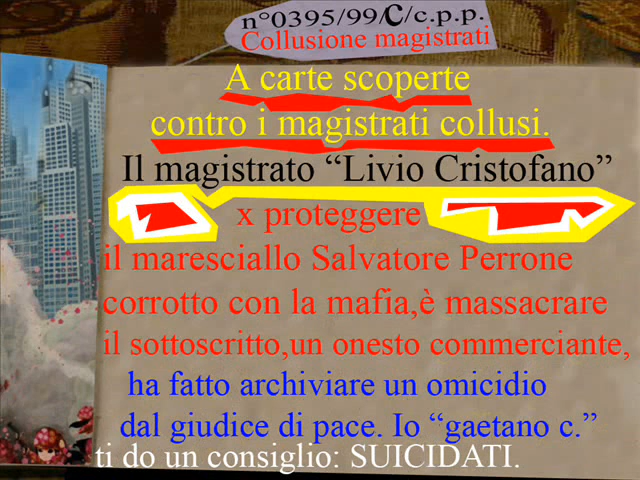 n°0395/99/C/c.p.p.
Collusione magistrati
A carte scoperte
contro i magistrati collusi.
Il magistrato “Livio Cristofano”
x proteggere
il maresciallo Salvatore Perrone
corrotto con la mafia,è massacrare
il sottoscritto,un onesto commerciante,
ha fatto archiviare un omicidio
dal giudice di pace. Io “gaetano c.”
ti do un consiglio: SUICIDATI.